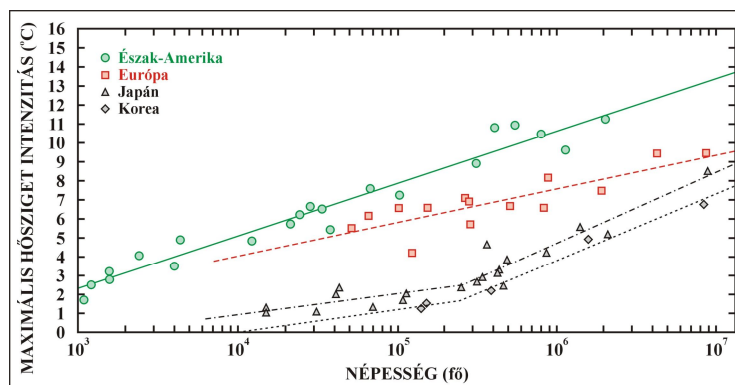 MAXIMÁLIS HŐSZIGET INTENZITÁS (°C)
16
15
14
13
12
11
10
9
8
7
6
5
4
3
2
1
0
Észak-Amerika
Európa
Japán
Korea
10³ 10⁴ 10⁵ 10⁶ 10⁷
NÉPESSÉG (fő)